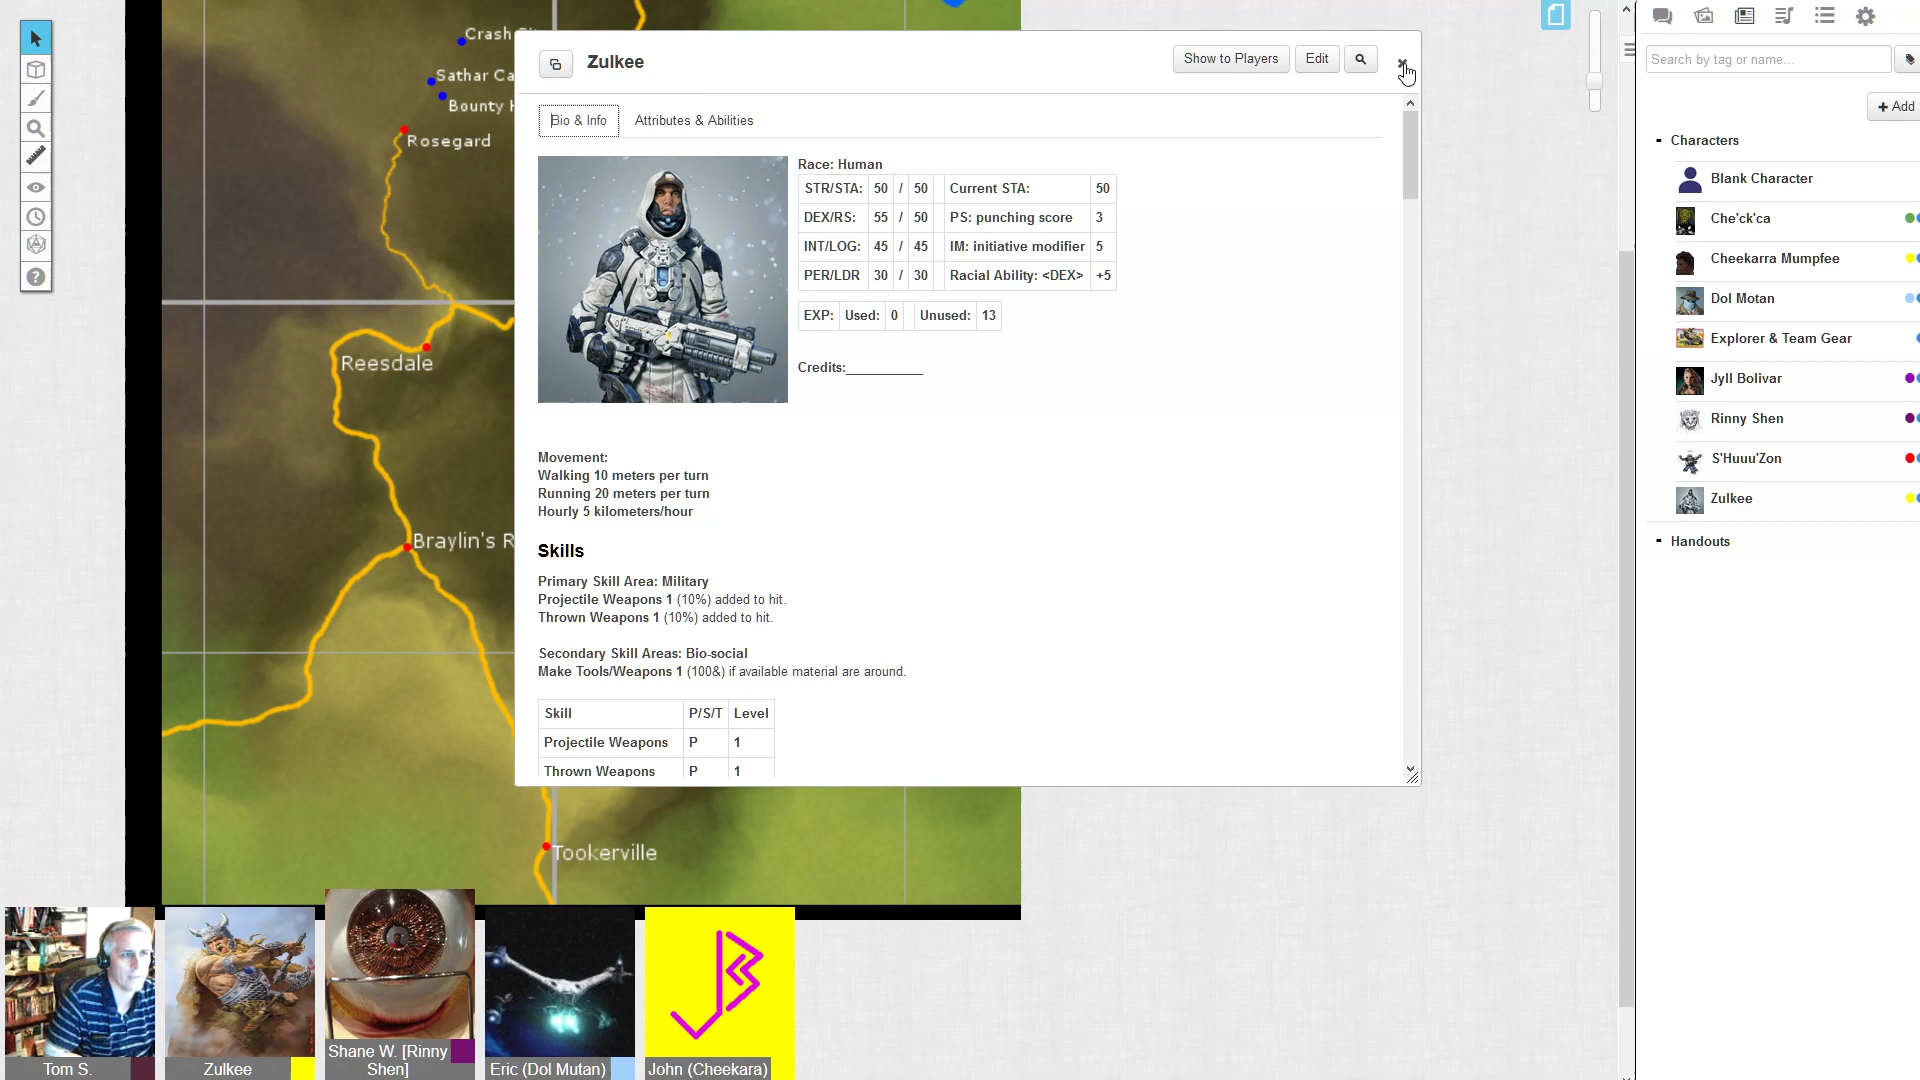 Crash
Sathar Ca
Bounty H
Rosegard
Reesdale
Braylin's R
Tookerville
Zulkee
Show to Players
Edit
Bio & Info
Attributes & Abilities
Race: Human
STR/STA: 50 / 50 Current STA: 50
DEX/RS: 55 / 50 PS: punching score 3
INT/LOG: 45 / 45 IM: initiative modifier 5
PER/LDR 30 / 30 Racial Ability: <DEX> +5
EXP: Used: 0 Unused: 13
Credits:___________
Movement:
Walking 10 meters per turn
Running 20 meters per turn
Hourly 5 kilometers/hour
Skills
Primary Skill Area: Military
Projectile Weapons 1 (10%) added to hit.
Thrown Weapons 1 (10%) added to hit.
Secondary Skill Areas: Bio-social
Make Tools/Weapons 1 (100&) if available material are around.
Skill P/S/T Level
Projectile Weapons P 1
Thrown Weapons P 1
Search by tag or name...
+ Add
Characters
Blank Character
Che'ck'ca
Cheekarra Mumpfee
Dol Motan
Explorer & Team Gear
Jyll Bolivar
Rinny Shen
S'Huuu'Zon
Zulkee
Handouts
Tom S.
Zulkee
Shane W. [Rinny
Shen]
Eric (Dol Mutan)
John (Cheekara)